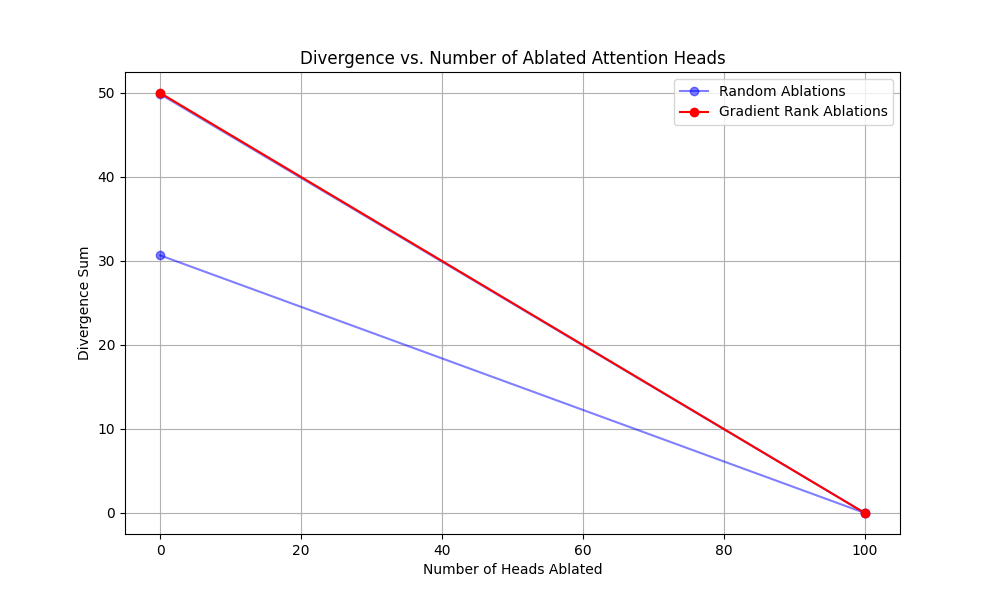 Divergence vs. Number of Ablated Attention Heads
Random Ablations
Gradient Rank Ablations
Divergence Sum
50
40
30
20
10
0
0 20 40 60 80 100
Number of Heads Ablated